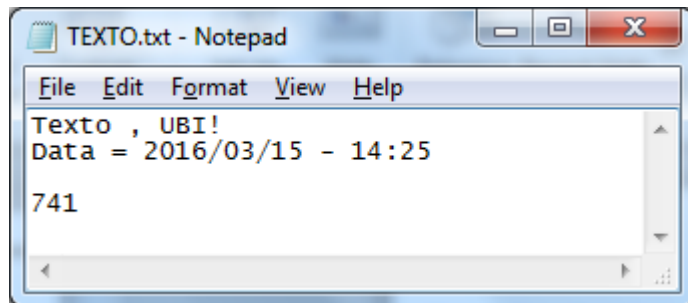 TEXTO.txt - Notepad
File Edit Format View Help
Texto , UBI!
Data = 2016/03/15 - 14:25
741